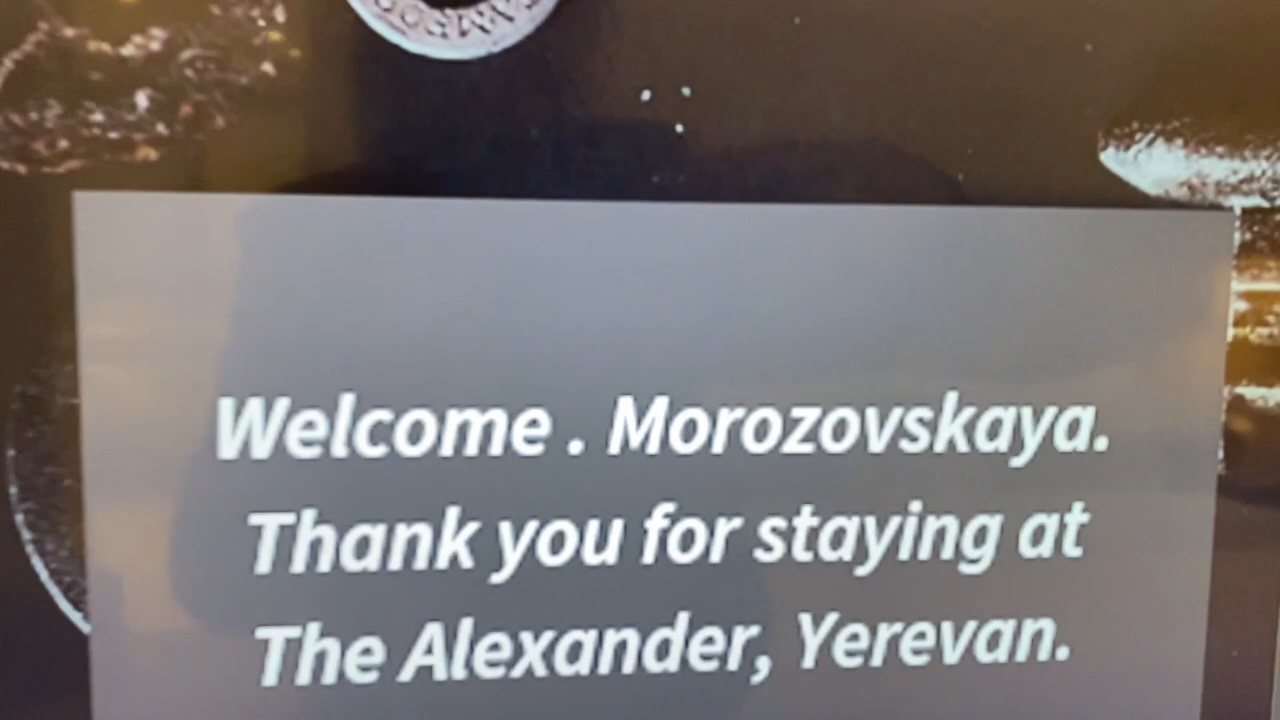 Welcome . Morozovskaya.
Thank you for staying at
The Alexander, Yerevan.